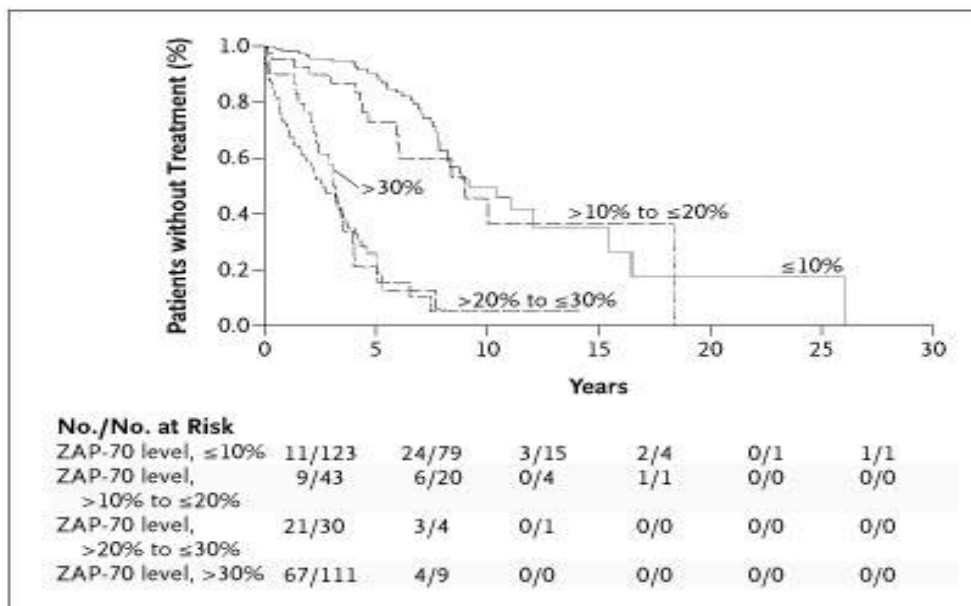 Patients without Treatment (%)
1.0
0.8
0.6
0.4
0.2
0.0
>30%
>10% to ≤20%
≤10%
>20% to ≤30%
0 5 10 15 20 25 30
Years
No./No. at Risk
ZAP-70 level, ≤10% 11/123 24/79 3/15 2/4 0/1 1/1
ZAP-70 level, 9/43 6/20 0/4 1/1 0/0 0/0
>10% to ≤20%
ZAP-70 level, 21/30 3/4 0/1 0/0 0/0 0/0
>20% to ≤30%
ZAP-70 level, >30% 67/111 4/9 0/0 0/0 0/0 0/0